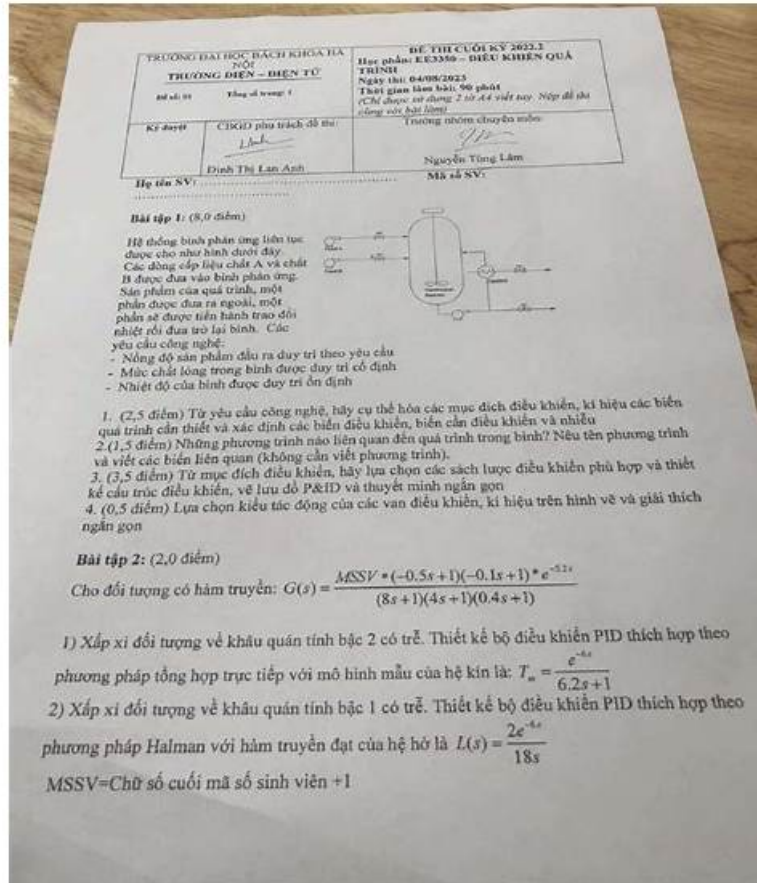 TRƯỜNG ĐẠI HỌC BÁCH KHOA HÀ
NỘI
TRƯỜNG ĐIỆN – ĐIỆN TỬ
Đề số: 01 Tổng số trang: 1
ĐỀ THI CUỐI KỲ 2022.2
Học phần: EE3550 – ĐIỀU KHIỂN QUÁ
TRÌNH
Ngày thi: 04/08/2023
Thời gian làm bài: 90 phút
(Chỉ được sử dụng 2 tờ A4 viết tay. Nộp đề thi
cùng với bài làm)
Ký duyệt
CBGD phụ trách đề thi:
Đinh Thị Lan Anh
Trưởng nhóm chuyên môn:
Nguyễn Tùng Lâm
Họ tên SV:
Mã số SV:
Bài tập 1: (8,0 điểm)
Hệ thống bình phản ứng liên tục
được cho như hình dưới đây.
Các dòng cấp liệu chất A và chất
B được đưa vào bình phản ứng.
Sản phẩm của quá trình, một
phần được đưa ra ngoài, một
phần sẽ được tiến hành trao đổi
nhiệt rồi đưa trở lại bình. Các
yêu cầu công nghệ:
- Nồng độ sản phẩm đầu ra duy trì theo yêu cầu
- Mức chất lỏng trong bình được duy trì cố định
- Nhiệt độ của bình được duy trì ổn định
1. (2,5 điểm) Từ yêu cầu công nghệ, hãy cụ thể hóa các mục đích điều khiển, kí hiệu các biến
quá trình cần thiết và xác định các biến điều khiển, biến cần điều khiển và nhiễu
2.(1,5 điểm) Những phương trình nào liên quan đến quá trình trong bình? Nêu tên phương trình
và viết các biến liên quan (không cần viết phương trình).
3. (3,5 điểm) Từ mục đích điều khiển, hãy lựa chọn các sách lược điều khiển phù hợp và thiết
kế cấu trúc điều khiển, vẽ lưu đồ P&ID và thuyết minh ngắn gọn
4. (0,5 điểm) Lựa chọn kiểu tác động của các van điều khiển, kí hiệu trên hình vẽ và giải thích
ngắn gọn
Bài tập 2: (2,0 điểm)
Cho đối tượng có hàm truyền: G(s) = MSSV*(-0.5s+1)(-0.1s+1)*e^{-5.2s} / (8s+1)(4s+1)(0.4s+1)
1) Xấp xỉ đối tượng về khâu quán tính bậc 2 có trễ. Thiết kế bộ điều khiển PID thích hợp theo
phương pháp tổng hợp trực tiếp với mô hình mẫu của hệ kín là: T_m = e^{-6s} / 6.2s+1
2) Xấp xỉ đối tượng về khâu quán tính bậc 1 có trễ. Thiết kế bộ điều khiển PID thích hợp theo
phương pháp Halman với hàm truyền đạt của hệ hở là L(s) = 2e^{-6s} / 18s
MSSV=Chữ số cuối mã số sinh viên +1